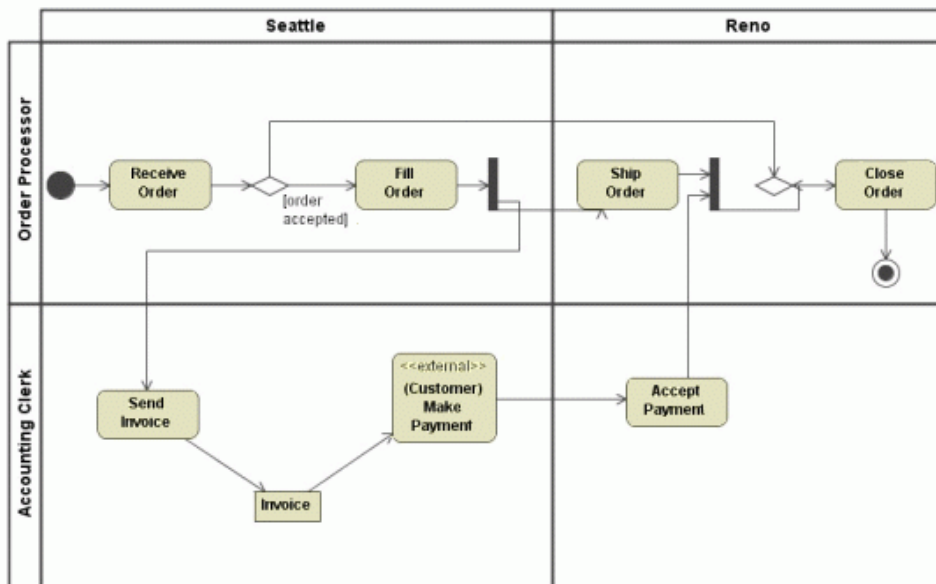 Seattle
Reno
Order Processor
Receive
Order
[order
accepted]
Fill
Order
Ship
Order
Close
Order
Accounting Clerk
Send
Invoice
Invoice
<<external>>
(Customer)
Make
Payment
Accept
Payment